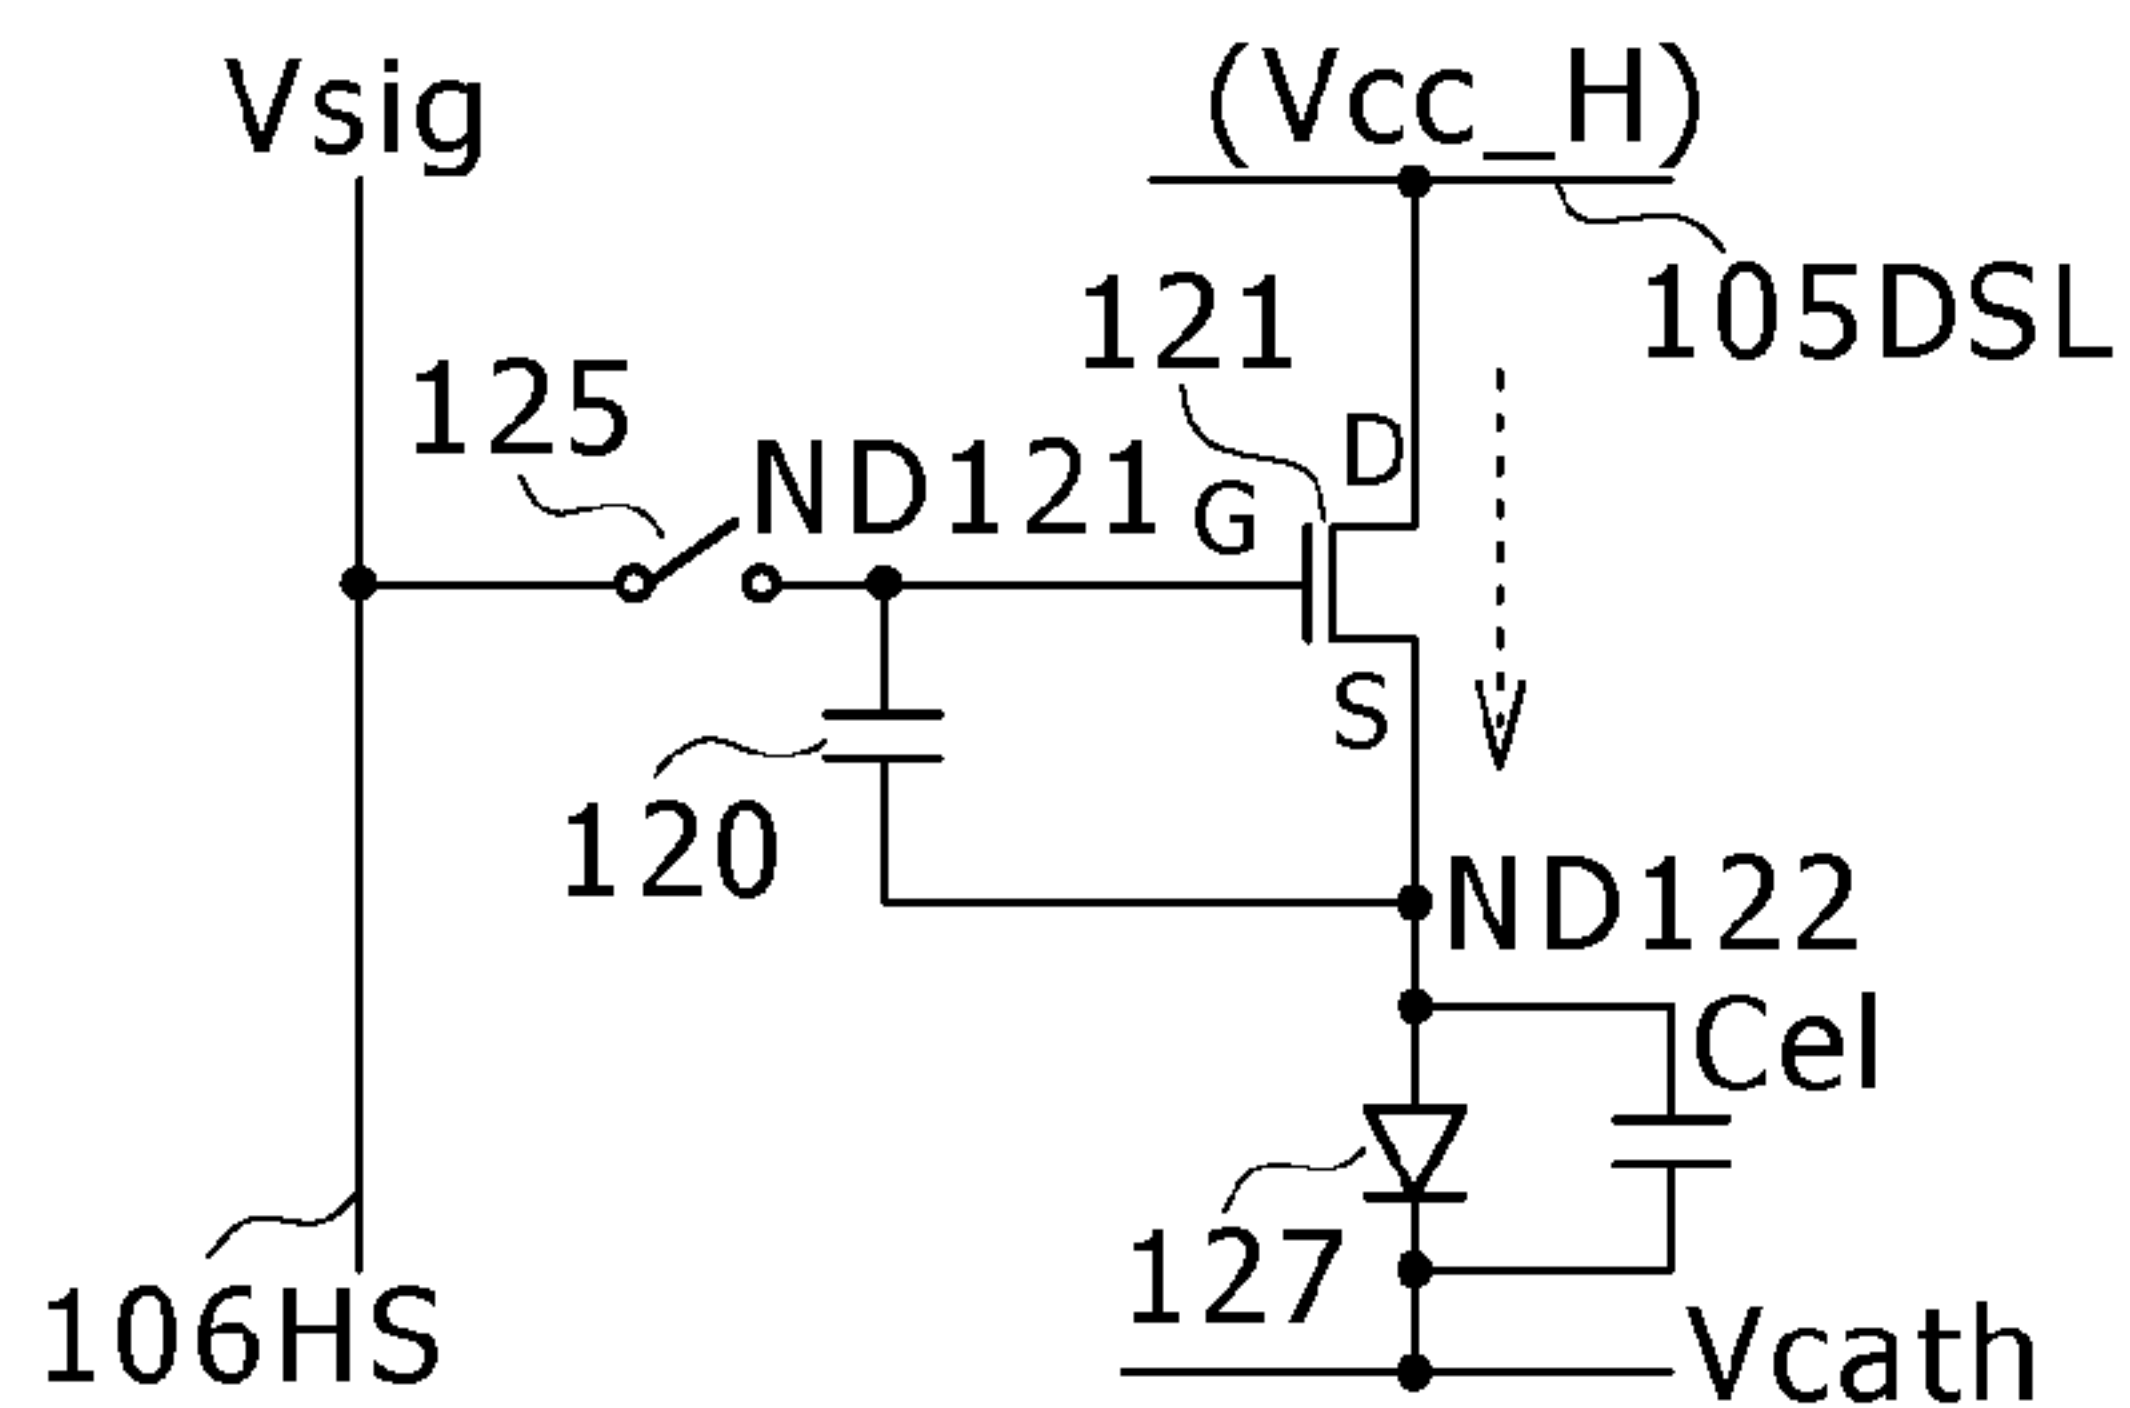 Vsig
(Vcc_H)
105DSL
121
125
D
ND121
G
S
120
ND122
Cel
127
106HS
Vcath